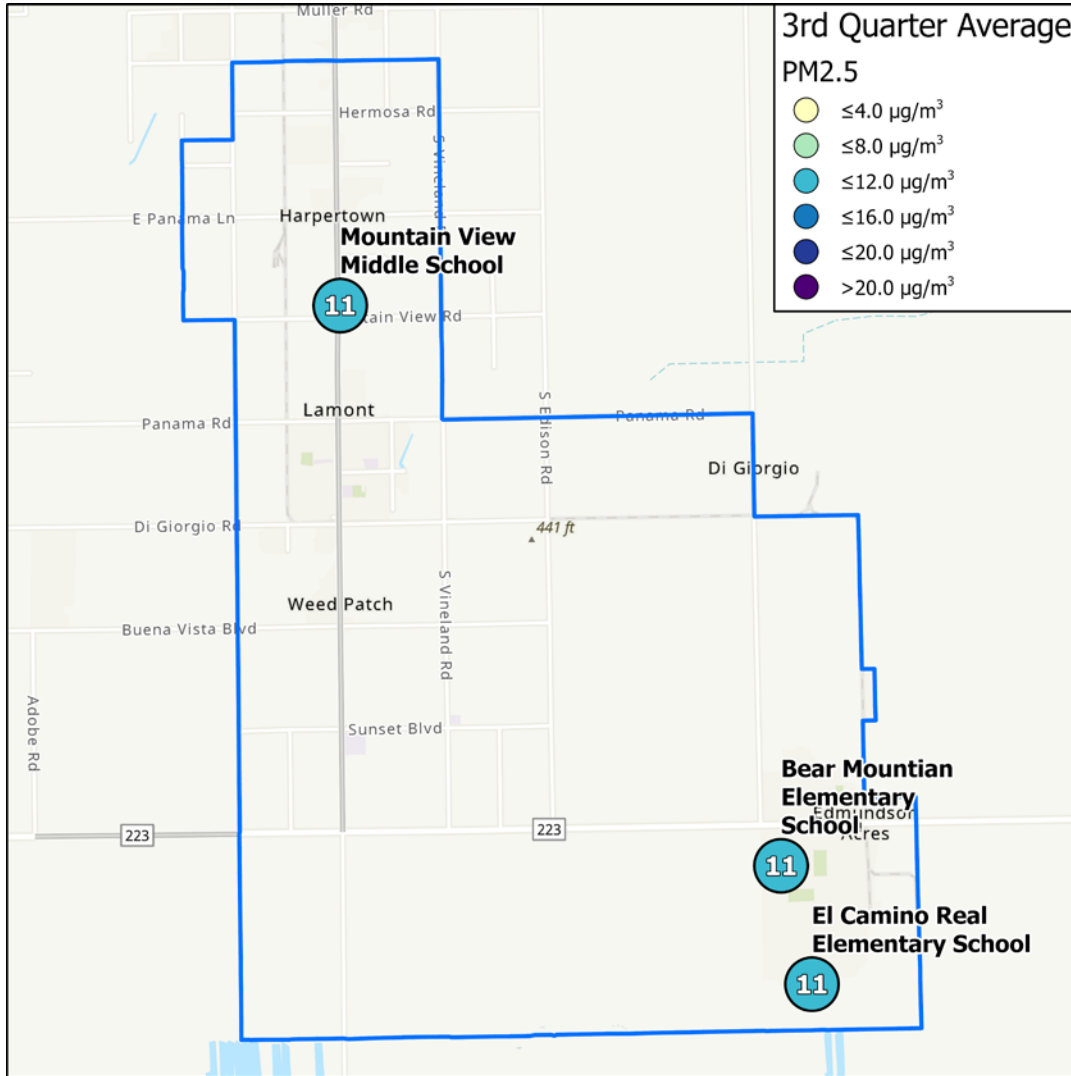 Muller Rd
3rd Quarter Average
PM2.5
≤4.0 µg/m³
≤8.0 µg/m³
≤12.0 µg/m³
≤16.0 µg/m³
≤20.0 µg/m³
>20.0 µg/m³
Hermosa Rd
S Vineland
E Panama Ln
Harpertown
Mountain View
Middle School
11
tain View Rd
Lamont
Panama Rd
S Edison Rd
Panama Rd
Di Giorgio
Di Giorgio Rd
441 ft
Weed Patch
S Vineland Rd
Buena Vista Blvd
Adobe Rd
Sunset Blvd
Bear Mountian
Elementary
School
Edmundson
Acres
223
223
11
El Camino Real
Elementary School
11